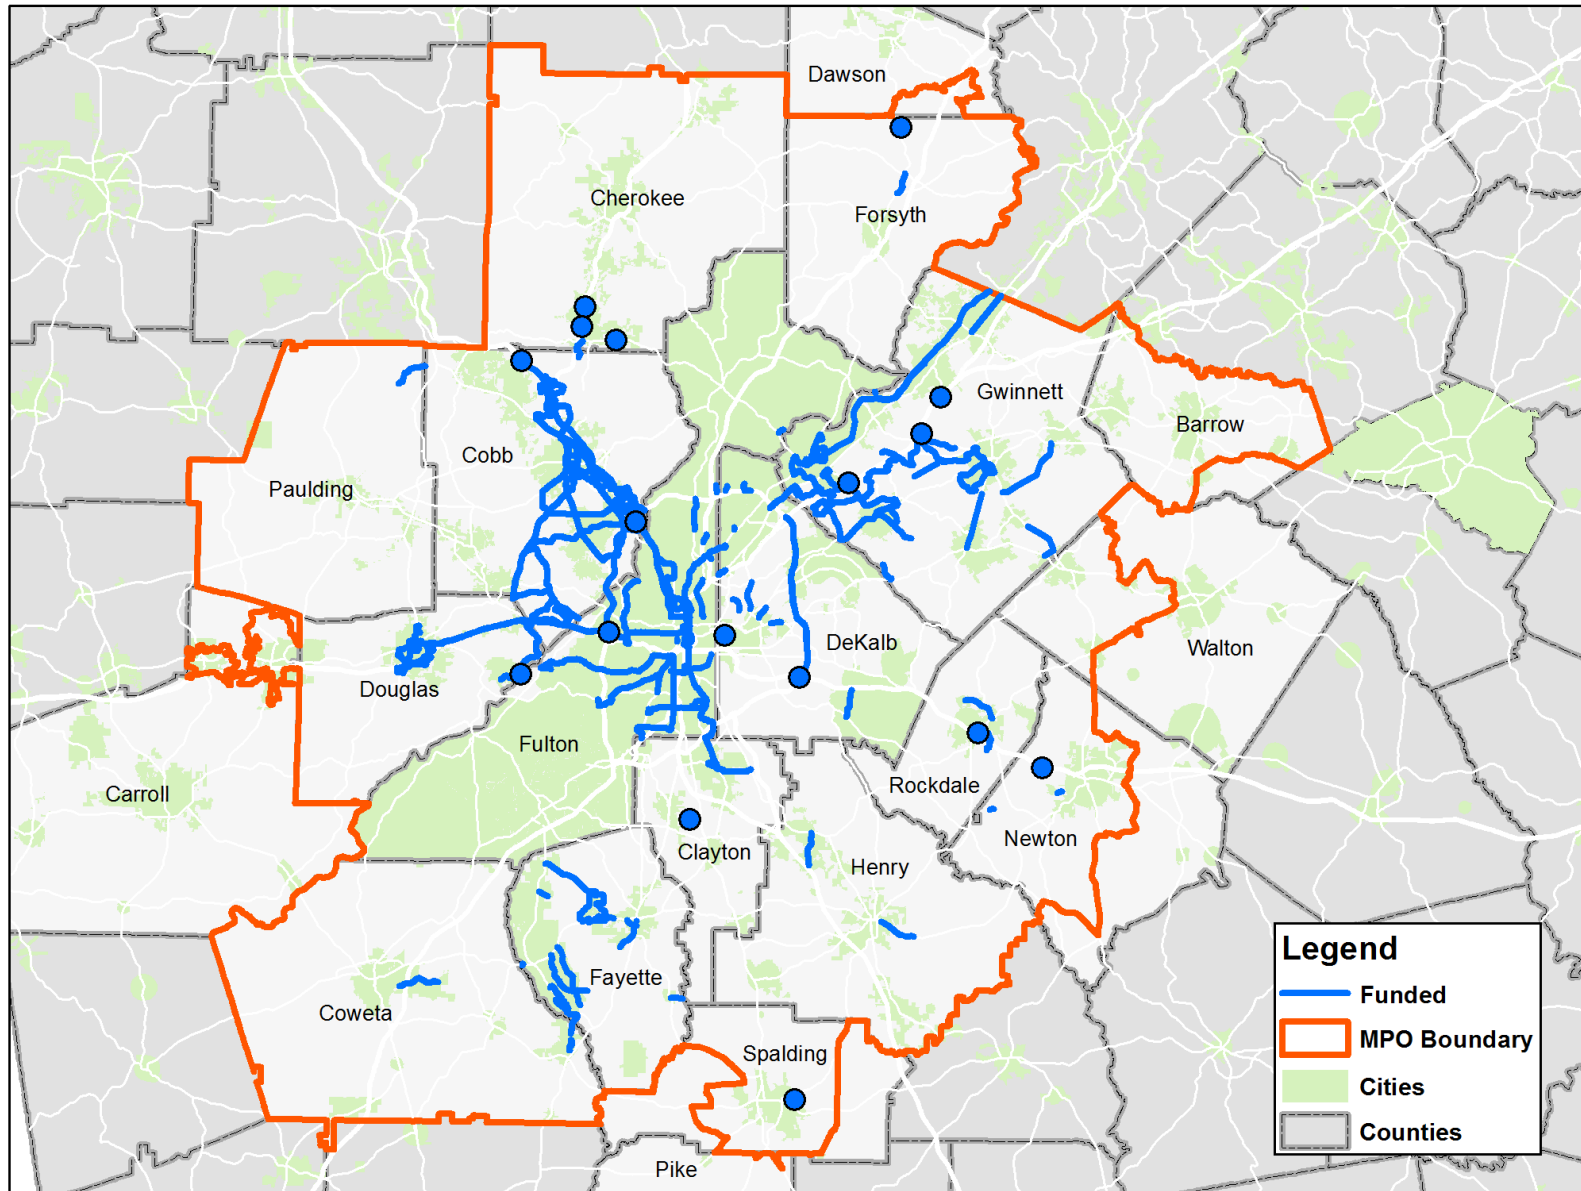 Dawson
Cherokee
Forsyth
Gwinnett
Barrow
Cobb
Paulding
DeKalb
Walton
Douglas
Fulton
Rockdale
Carroll
Newton
Clayton
Henry
Fayette
Coweta
Spalding
Pike
Legend
Funded
MPO Boundary
Cities
Counties